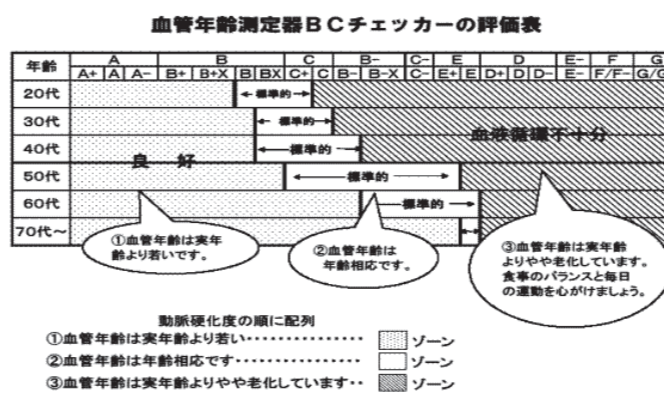 血管年齢測定器BCチェッカーの評価表
年齢 A B C B- C- E D E- F G
A+ A A- B+ B+X B BX C+ C B- B-X C- E+ E D+ D D- E- F/F-
20代 標準的
30代 標準的
40代 標準的
血液循環不十分
良好
50代 標準的
60代 標準的
70代~
①血管年齢は実年
齢より若いです。
②血管年齢は
年齢相応です。
③血管年齢は実年齢
よりやや老化しています。
食事のバランスと毎日
の運動を心がけましょう。
動脈硬化度の順に配列
①血管年齢は実年齢より若い・・・・・・・・・・・・・・・ ゾーン
②血管年齢は年齢相応です・・・・・・・・・・・・・・・・ ゾーン
③血管年齢は実年齢よりやや老化しています・・ ゾーン